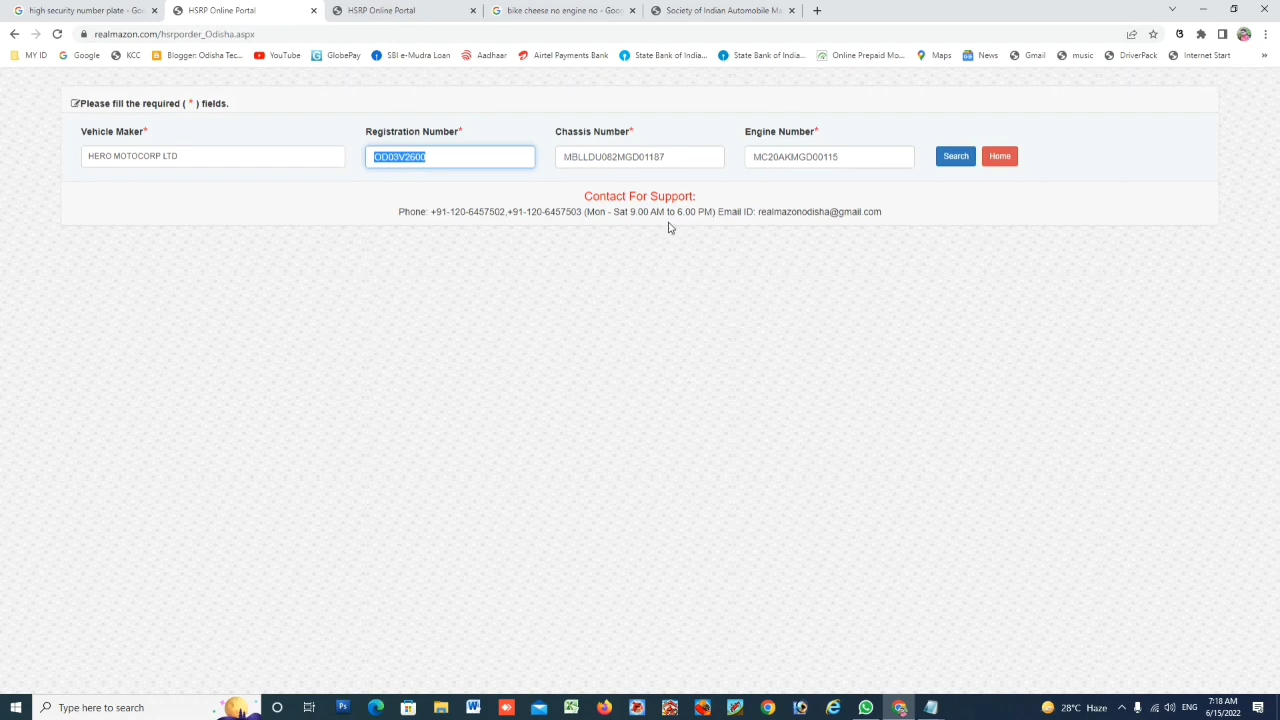 high security number plate - Goo
HSRP Online Portal
HSRP Online Portal
bike cheese no engine no - Goo
Society of Indian Automobile Ma
realmazon.com/hsrporder_Odisha.aspx
MY ID
Google
KCC
Blogger: Odisha Tec...
YouTube
GlobePay
SBI-e-Mudra Loan
Aadhaar
Airtel Payments Bank
State Bank of India...
State Bank of India...
Online Prepaid Mo...
Maps
News
Gmail
music
DriverPack
Internet Start
»
Please fill the required ( * ) fields.
Vehicle Maker*
Registration Number*
Chassis Number*
Engine Number*
HERO MOTOCORP LTD
OD03V2600
MBLLDU082MGD01187
MC20AKMGD00115
Search
Home
Contact For Support:
Phone: +91-120-6457502,+91-120-6457503 (Mon - Sat 9.00 AM to 6.00 PM) Email ID: realmazonodisha@gmail.com
Type here to search
28°C Haze
ENG
7:18 AM
6/15/2022